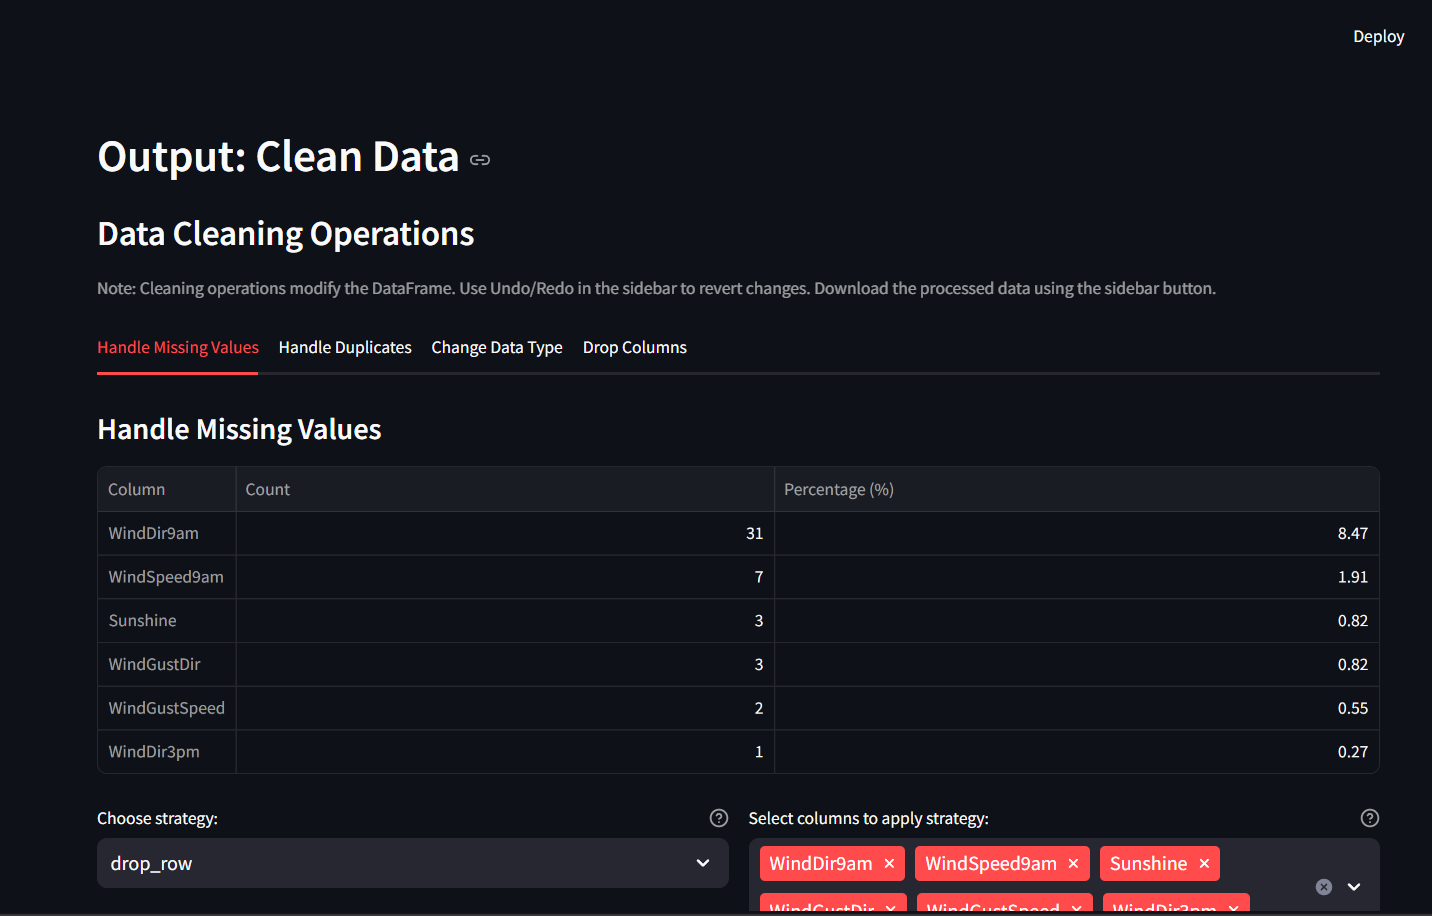 Deploy
Output: Clean Data
Data Cleaning Operations
Note: Cleaning operations modify the DataFrame. Use Undo/Redo in the sidebar to revert changes. Download the processed data using the sidebar button.
Handle Missing Values Handle Duplicates Change Data Type Drop Columns
Handle Missing Values
Column Count Percentage (%)
WindDir9am 31 8.47
WindSpeed9am 7 1.91
Sunshine 3 0.82
WindGustDir 3 0.82
WindGustSpeed 2 0.55
WindDir3pm 1 0.27
Choose strategy: Select columns to apply strategy:
drop_row WindDir9am WindSpeed9am Sunshine
WindGustDir WindGustSpeed WindDir3pm